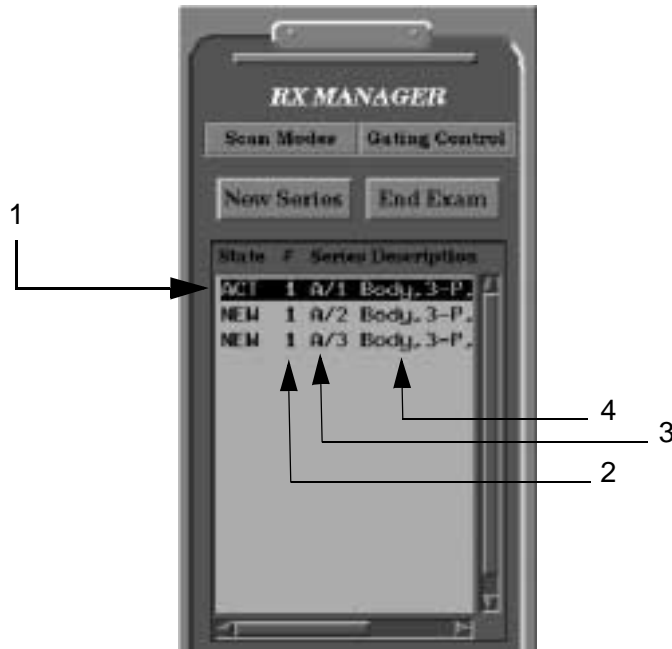 RX MANAGER
Scan Modes Gating Control
New Series End Exam
State # Series Description
1
ACT 1 A/1 Body,3-P.
NEW 1 A/2 Body,3-P.
NEW 1 A/3 Body,3-P.
4
3
2